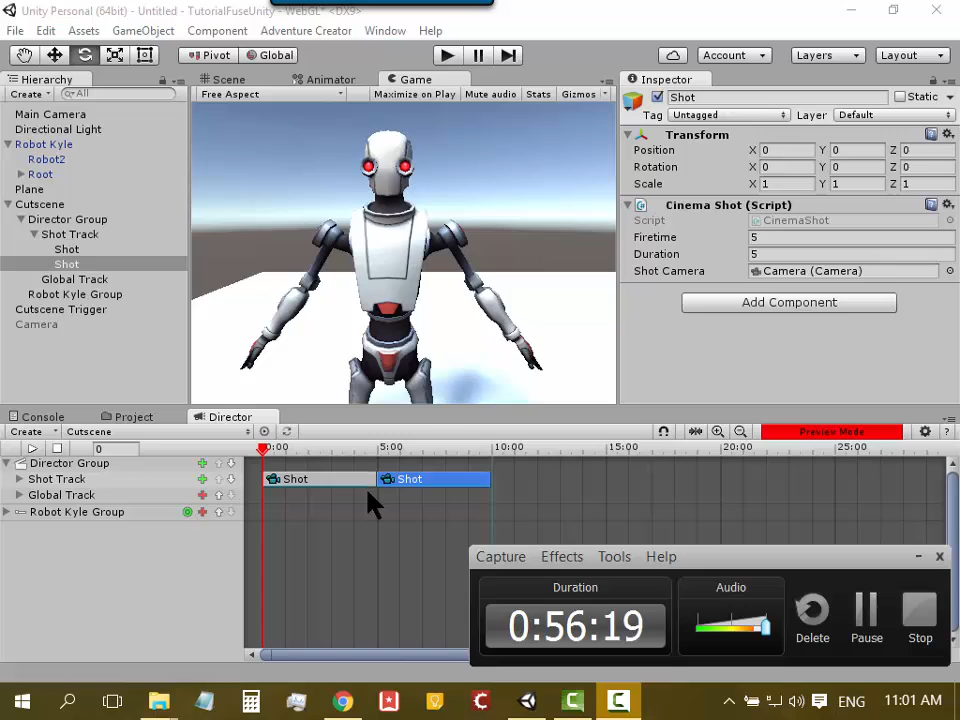 Unity Personal (64bit) - Untitled - TutorialFuseUnity - WebGL* <DX9>
File Edit Assets GameObject Component Adventure Creator Window Help
Pivot Global Account Layers Layout
Hierarchy
Create All
Main Camera
Directional Light
Robot Kyle
Robot2
Root
Plane
Cutscene
Director Group
Shot Track
Shot
Shot
Global Track
Robot Kyle Group
Cutscene Trigger
Camera
Scene Animator Game
Free Aspect Maximize on Play Mute audio Stats Gizmos
Inspector
Shot Static
Tag Untagged Layer Default
Transform
Position X 0 Y 0 Z 0
Rotation X 0 Y 0 Z 0
Scale X 1 Y 1 Z 1
Cinema Shot (Script)
Script CinemaShot
Firetime 5
Duration 5
Shot Camera Camera (Camera)
Add Component
Console Project Director
Create Cutscene Preview Mode ?
0 0:00 5:00 10:00 15:00 20:00 25:00
Director Group
Shot Track Shot Shot
Global Track
Robot Kyle Group
Capture Effects Tools Help
Duration Audio
0:56:19
Delete Pause Stop
ENG 11:01 AM